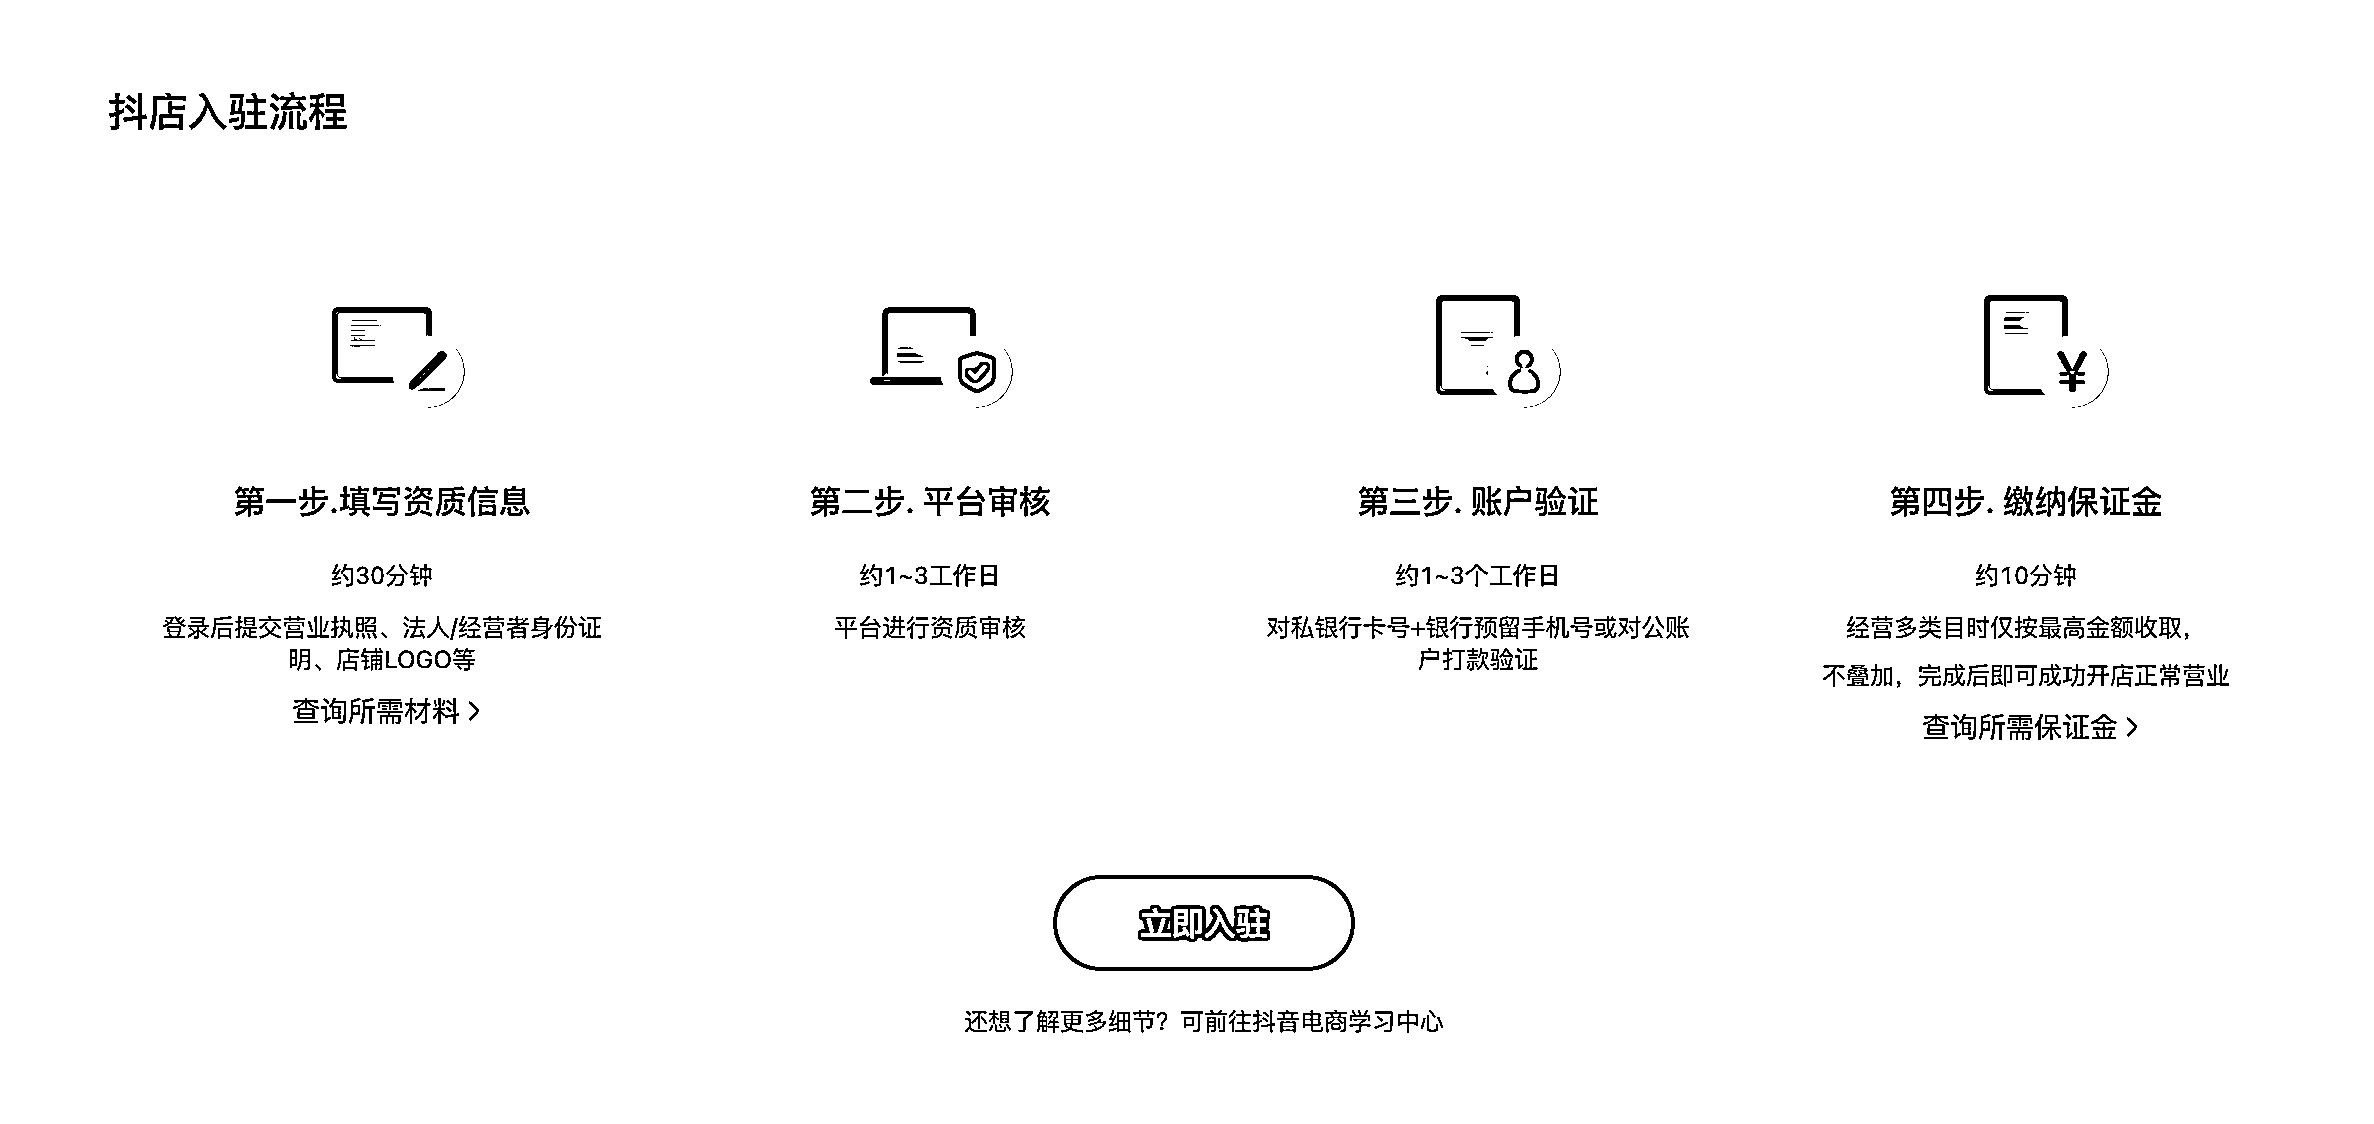 抖店入驻流程
第一步.填写资质信息
约30分钟
登录后提交营业执照、法人/经营者身份证
明、店铺LOGO等
查询所需材料 >
第二步. 平台审核
约1~3工作日
平台进行资质审核
第三步. 账户验证
约1~3个工作日
对私银行卡号+银行预留手机号或对公账
户打款验证
第四步. 缴纳保证金
约10分钟
经营多类目时仅按最高金额收取，
不叠加，完成后即可成功开店正常营业
查询所需保证金 >
立即入驻
还想了解更多细节？可前往抖音电商学习中心